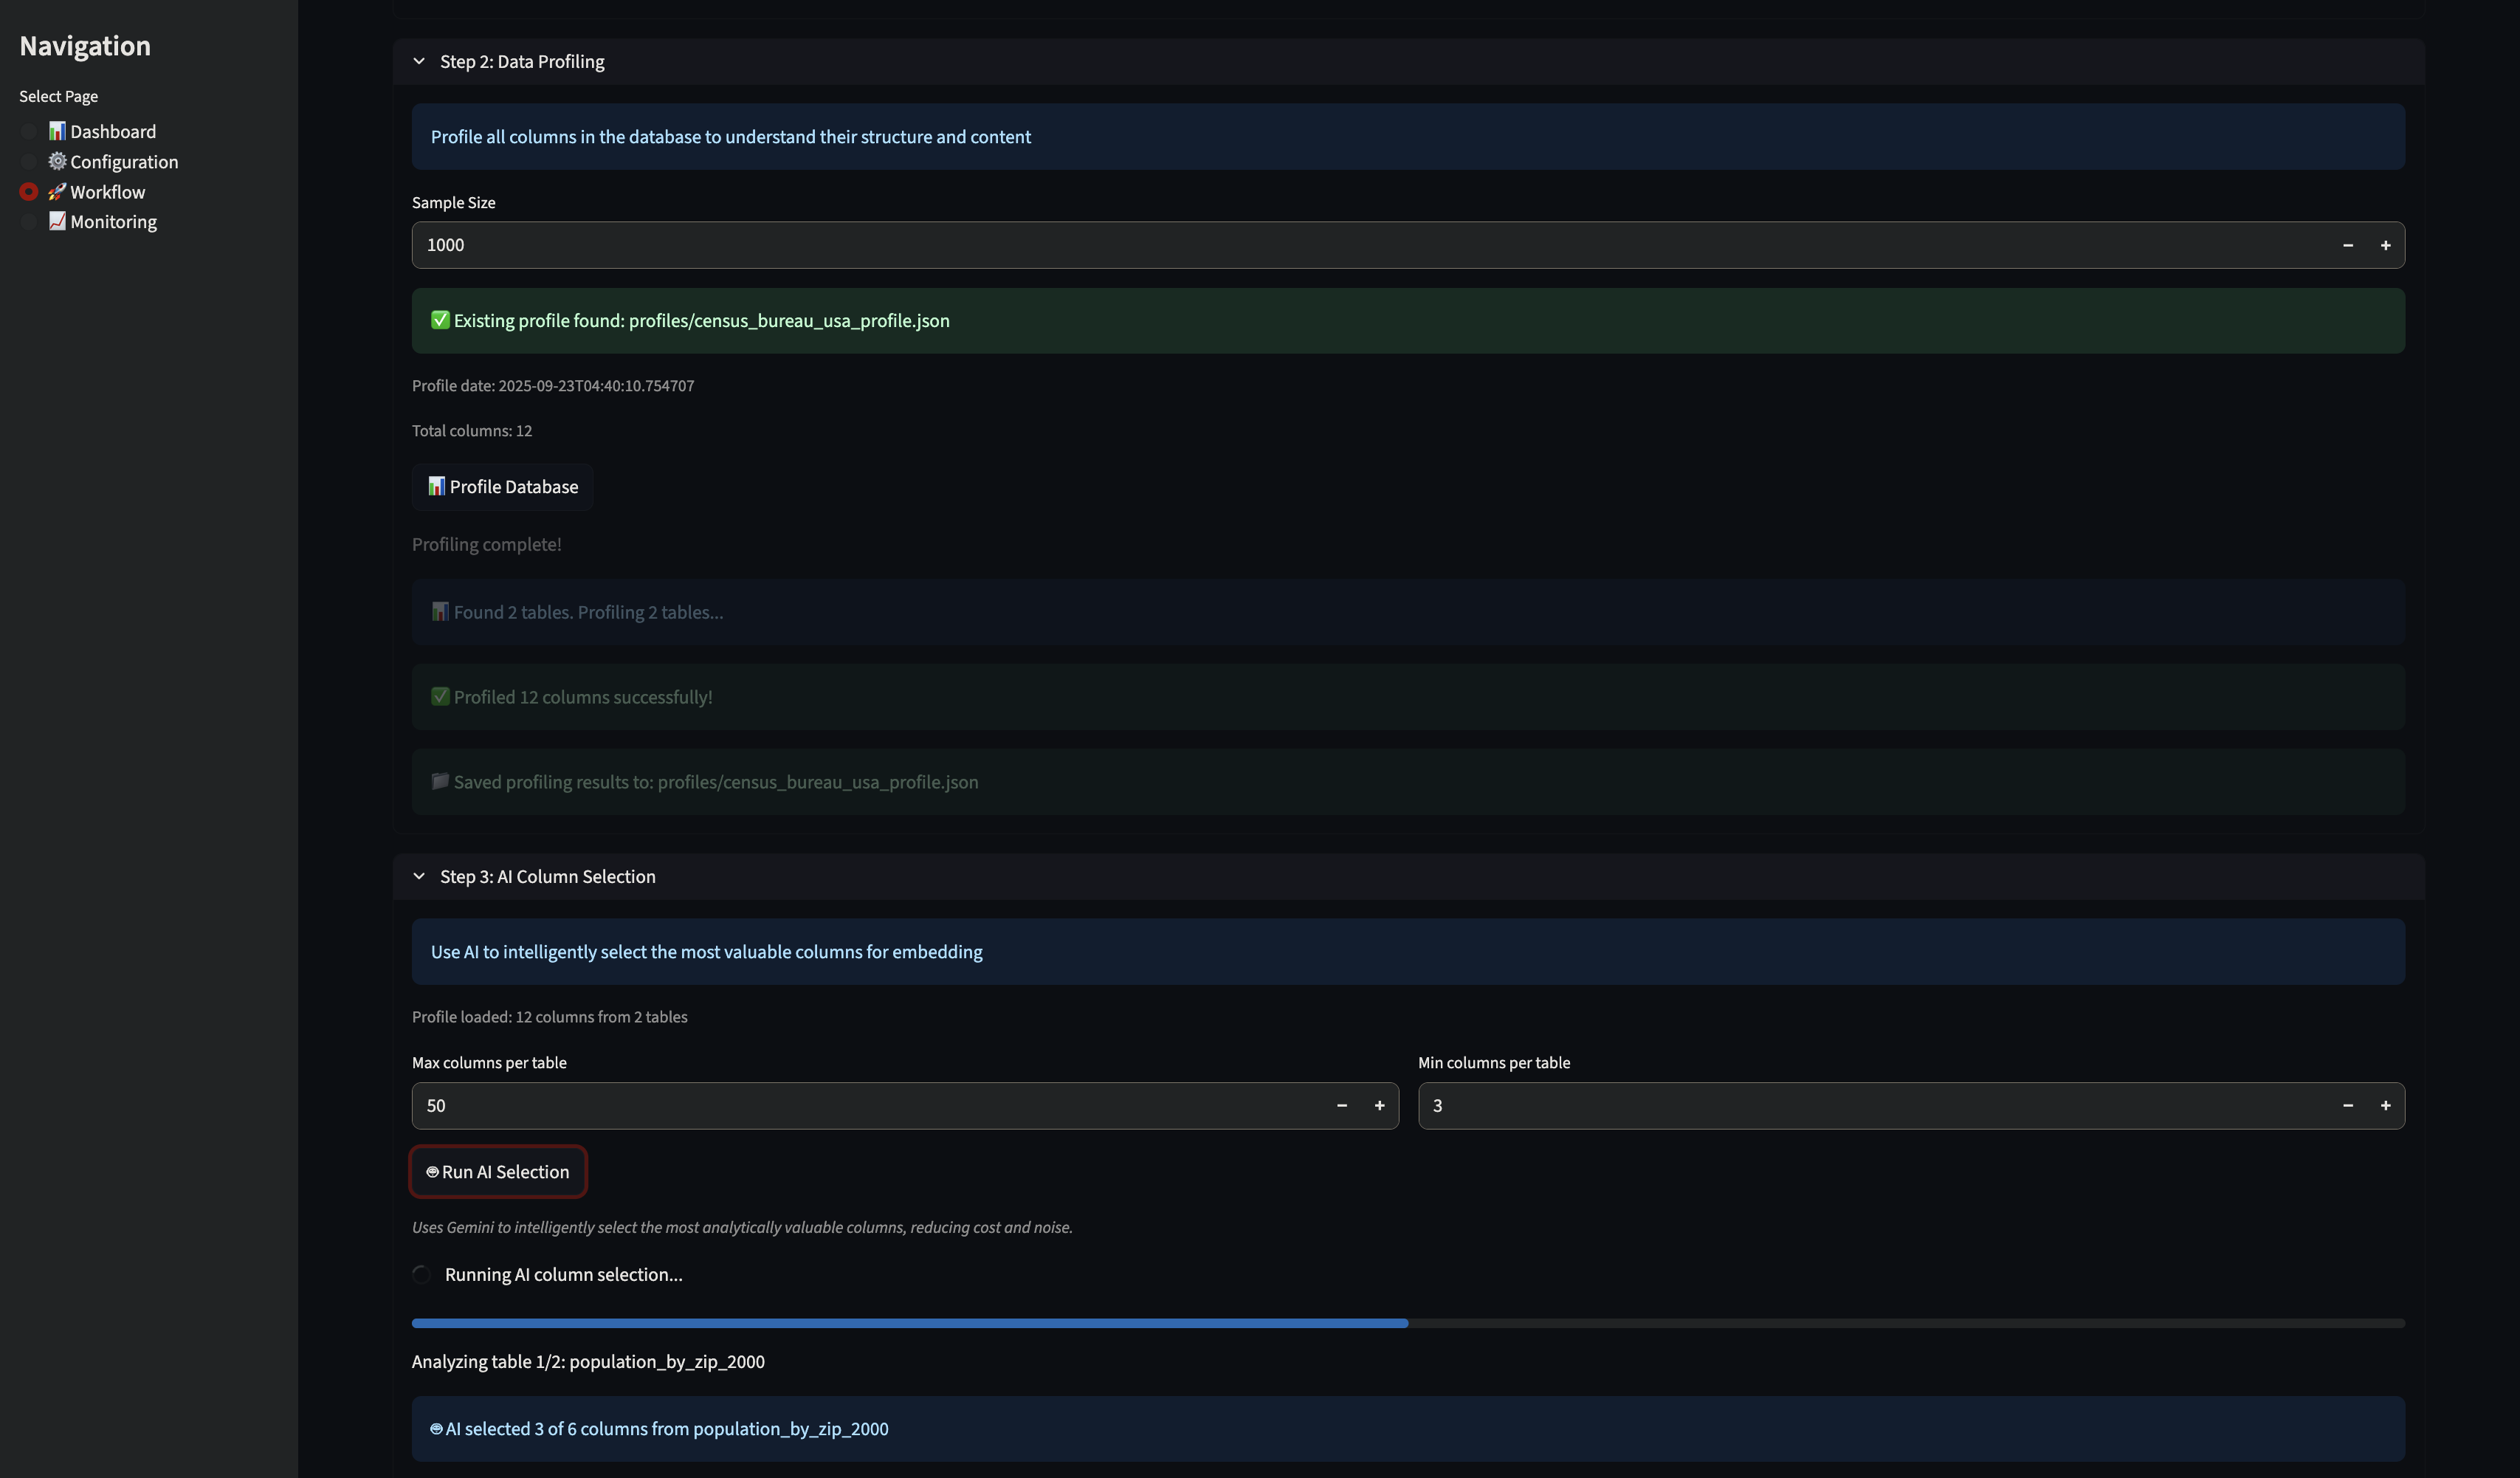 Navigation
Select Page
Dashboard
Configuration
Workflow
Monitoring
Step 2: Data Profiling
Profile all columns in the database to understand their structure and content
Sample Size
1000
Existing profile found: profiles/census_bureau_usa_profile.json
Profile date: 2025-09-23T04:40:10.754707
Total columns: 12
Profile Database
Profiling complete!
Found 2 tables. Profiling 2 tables...
Profiled 12 columns successfully!
Saved profiling results to: profiles/census_bureau_usa_profile.json
Step 3: AI Column Selection
Use AI to intelligently select the most valuable columns for embedding
Profile loaded: 12 columns from 2 tables
Max columns per table
50
Min columns per table
3
Run AI Selection
Uses Gemini to intelligently select the most analytically valuable columns, reducing cost and noise.
Running AI column selection...
Analyzing table 1/2: population_by_zip_2000
AI selected 3 of 6 columns from population_by_zip_2000